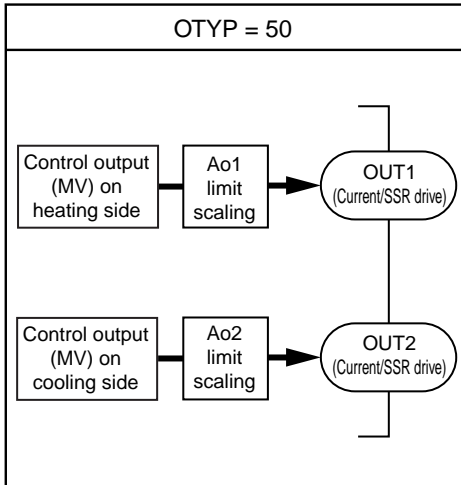 OTYP = 50
Control output
(MV) on
heating side
Ao1
limit
scaling
OUT1
(Current/SSR drive)
Control output
(MV) on
cooling side
Ao2
limit
scaling
OUT2
(Current/SSR drive)